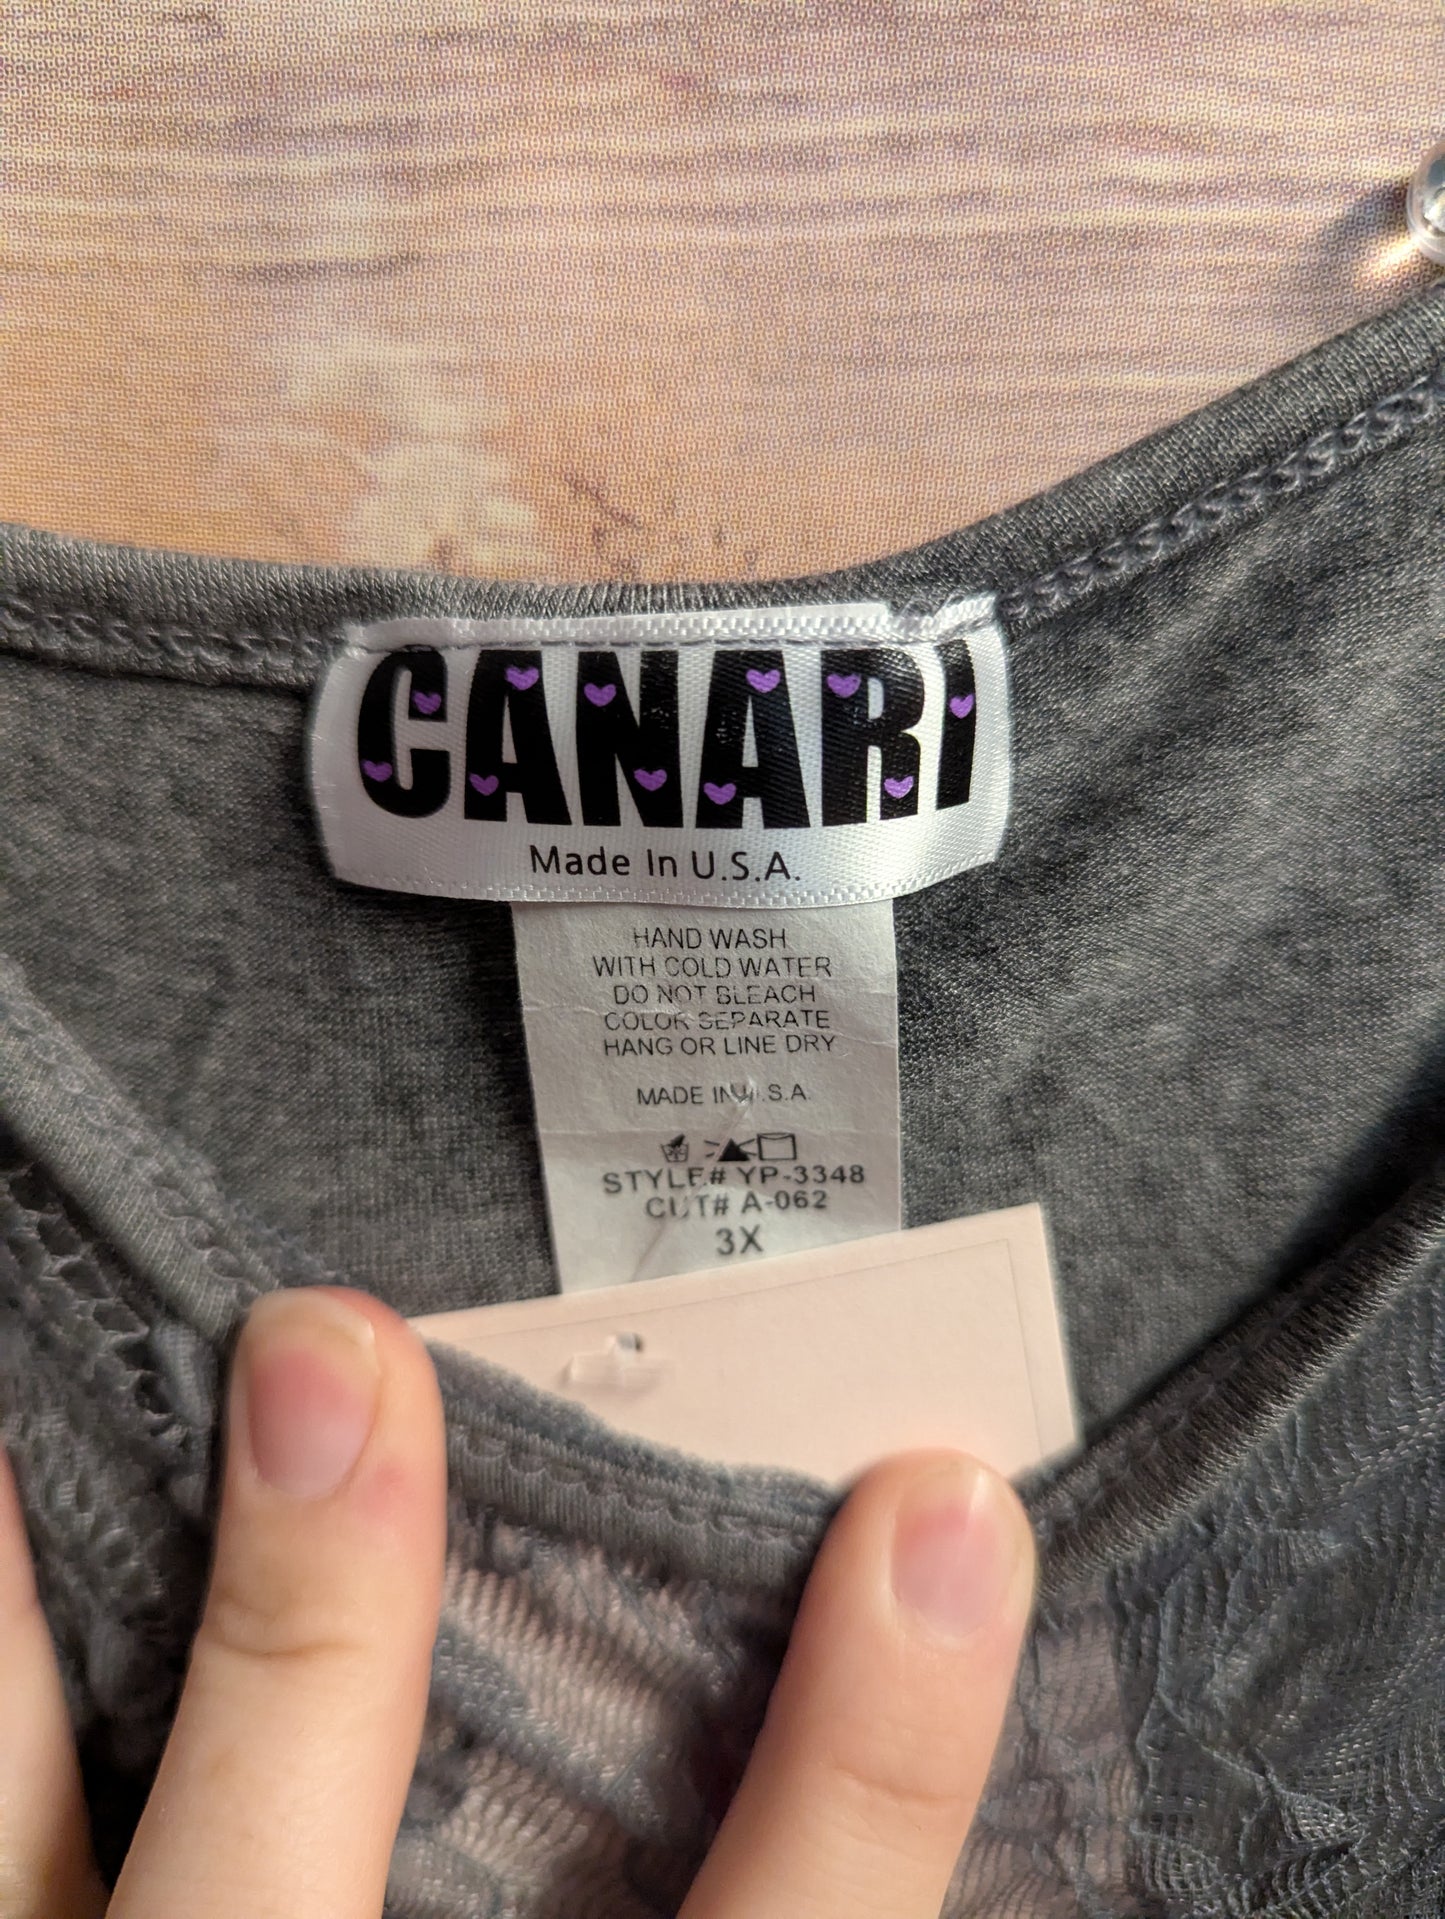 CANARI
Made In U.S.A.
HAND WASH
WITH COLD WATER
DO NOT BLEACH
COLOR SEPARATE
HANG OR LINE DRY
MADE IN U.S.A.
STYLE# YP-3348
CUT# A-062
3X